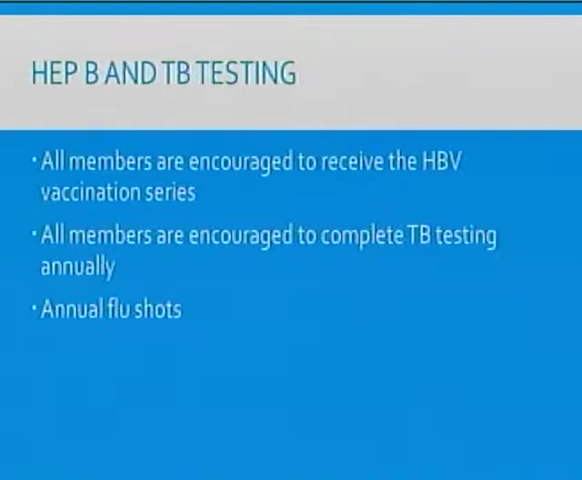 HEP B AND TB TESTING
· All members are encouraged to receive the HBV
vaccination series
· All members are encouraged to complete TB testing
annually
· Annual flu shots